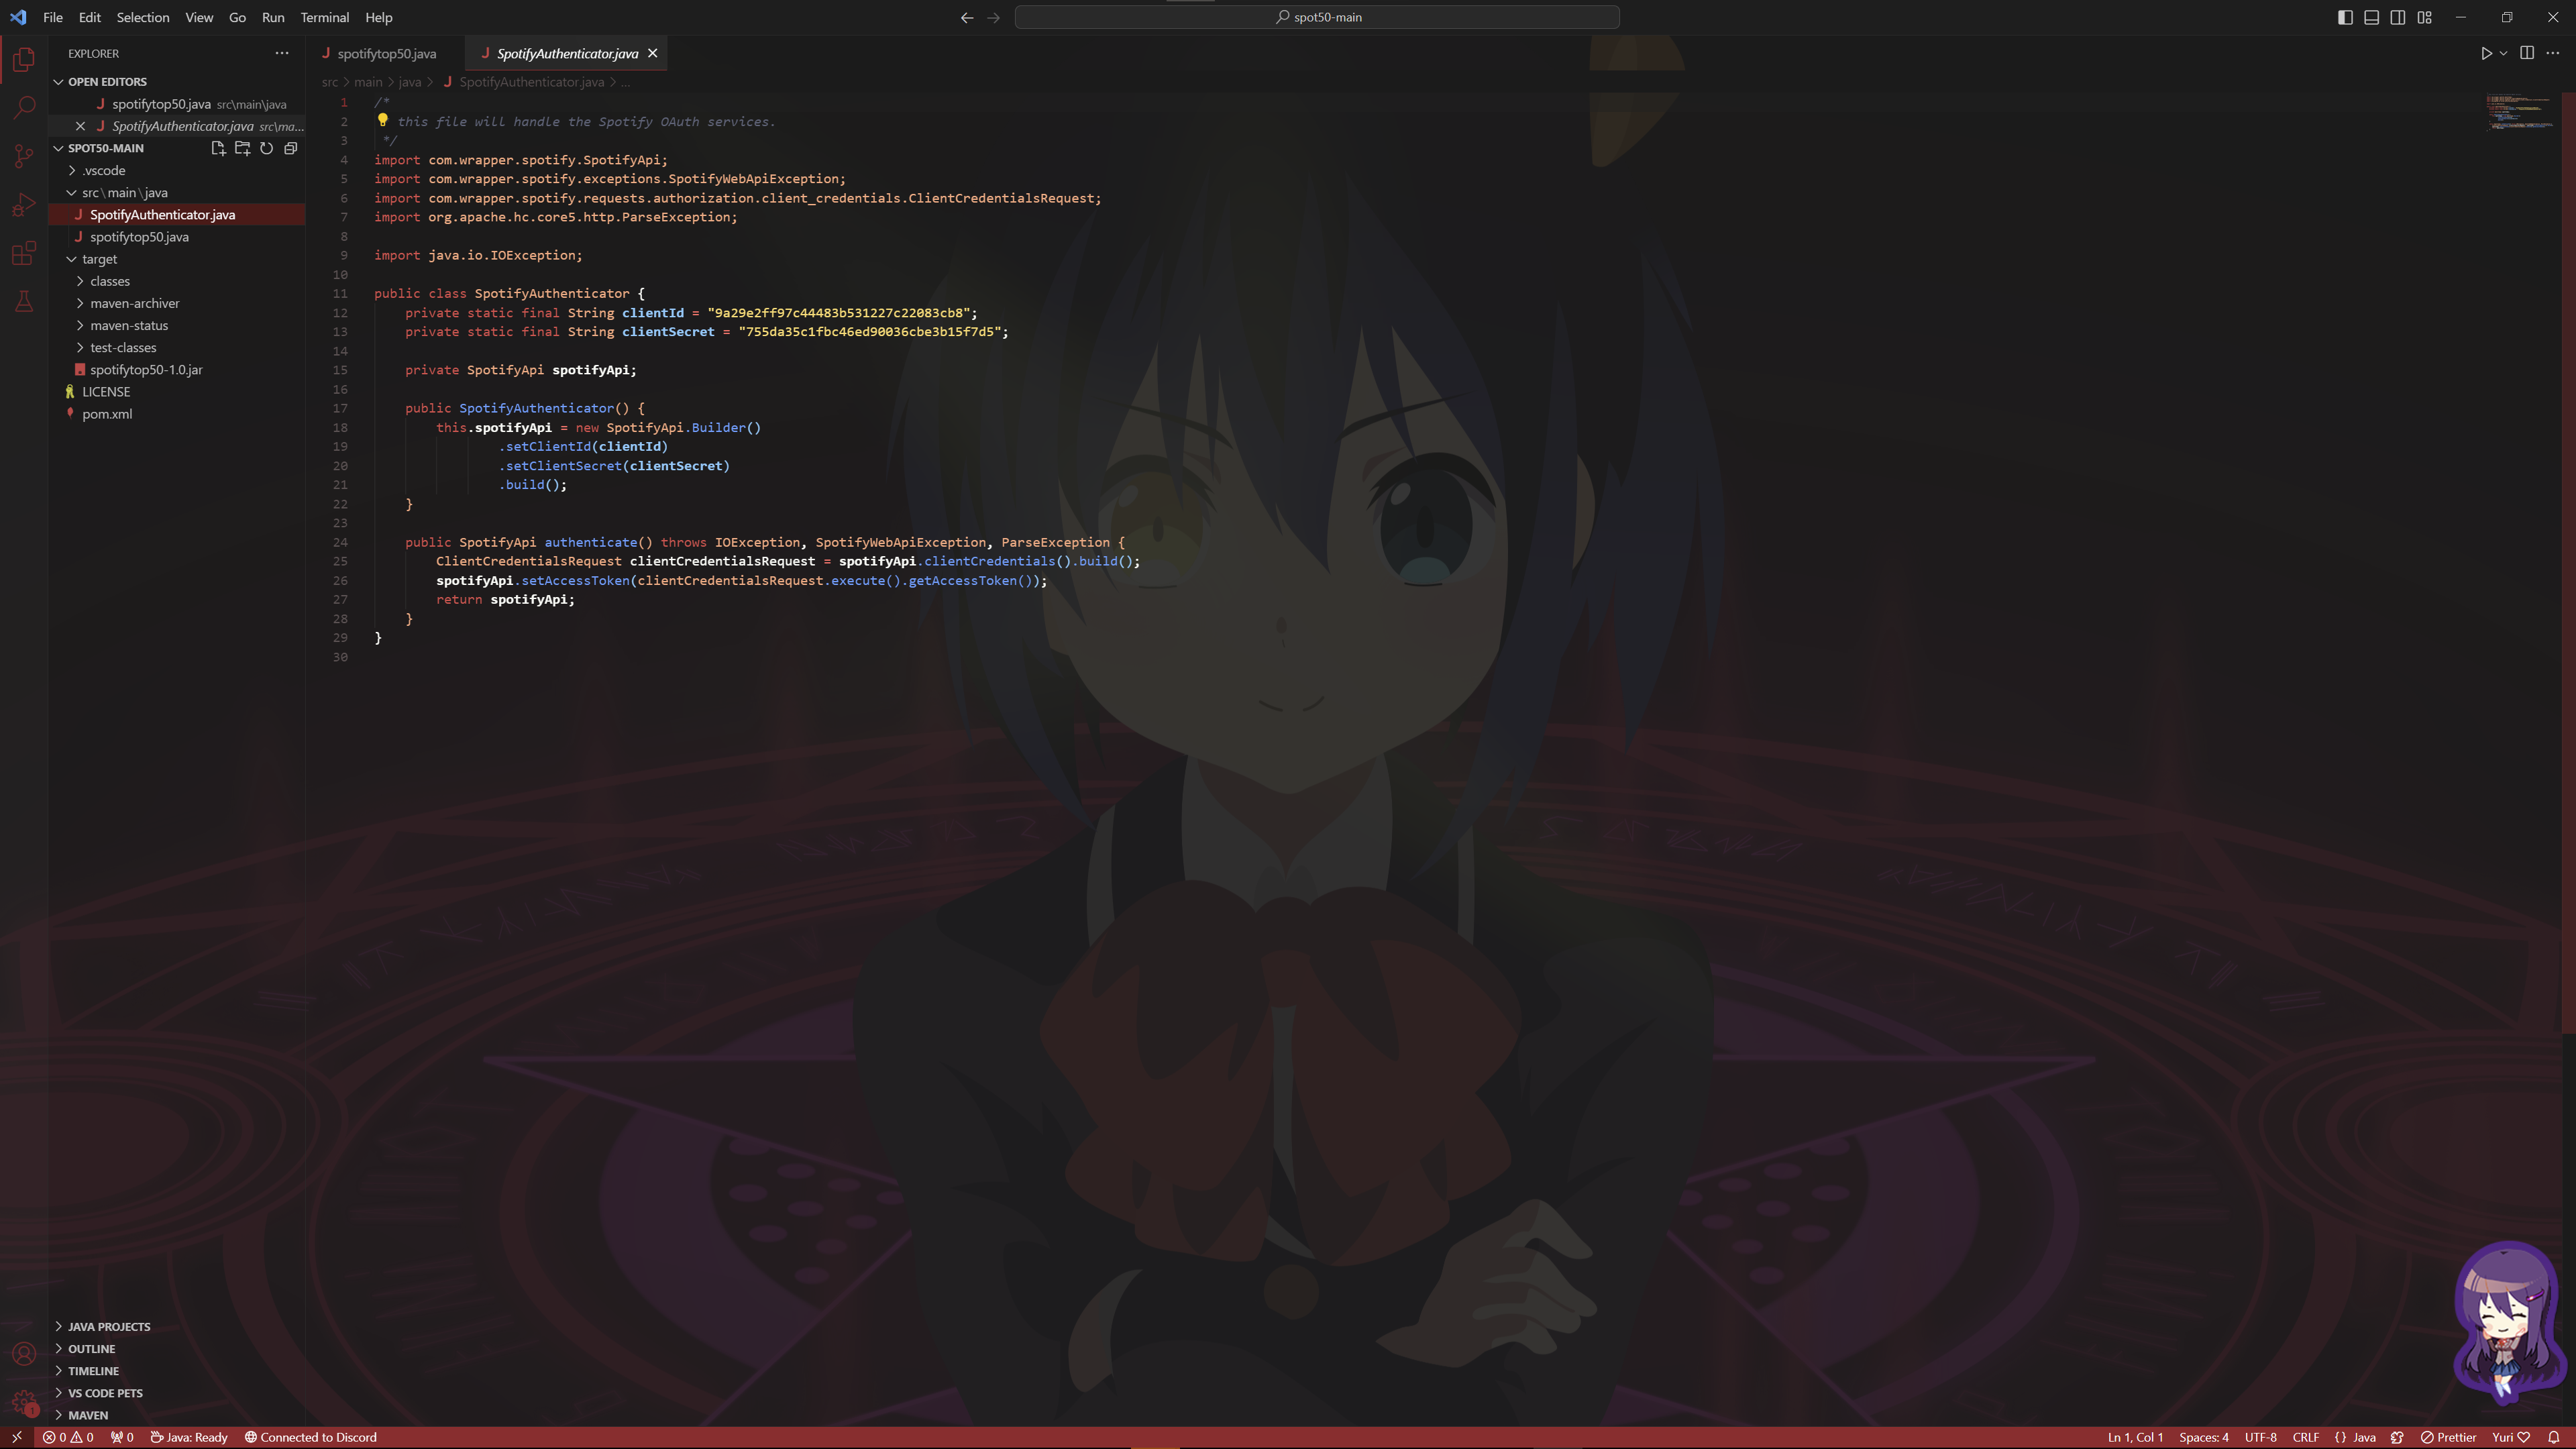 File Edit Selection View Go Run Terminal Help
spot50-main
EXPLORER
OPEN EDITORS
spotifytop50.java src\main\java
SpotifyAuthenticator.java src\ma...
SPOT50-MAIN
.vscode
src\main\java
SpotifyAuthenticator.java
spotifytop50.java
target
classes
maven-archiver
maven-status
test-classes
spotifytop50-1.0.jar
LICENSE
pom.xml
JAVA PROJECTS
OUTLINE
TIMELINE
VS CODE PETS
MAVEN
spotifytop50.java SpotifyAuthenticator.java
src > main > java > SpotifyAuthenticator.java > ...
1 /*
2 this file will handle the Spotify OAuth services.
3 */
4 import com.wrapper.spotify.SpotifyApi;
5 import com.wrapper.spotify.exceptions.SpotifyWebApiException;
6 import com.wrapper.spotify.requests.authorization.client_credentials.ClientCredentialsRequest;
7 import org.apache.hc.core5.http.ParseException;
8
9 import java.io.IOException;
10
11 public class SpotifyAuthenticator {
12 private static final String clientId = "9a29e2ff97c44483b531227c22083cb8";
13 private static final String clientSecret = "755da35c1fbc46ed90036cbe3b15f7d5";
14
15 private SpotifyApi spotifyApi;
16
17 public SpotifyAuthenticator() {
18 this.spotifyApi = new SpotifyApi.Builder()
19 .setClientId(clientId)
20 .setClientSecret(clientSecret)
21 .build();
22 }
23
24 public SpotifyApi authenticate() throws IOException, SpotifyWebApiException, ParseException {
25 ClientCredentialsRequest clientCredentialsRequest = spotifyApi.clientCredentials().build();
26 spotifyApi.setAccessToken(clientCredentialsRequest.execute().getAccessToken());
27 return spotifyApi;
28 }
29 }
30
1
0 0 0 Java: Ready Connected to Discord
Ln 1, Col 1 Spaces: 4 UTF-8 CRLF {} Java Prettier Yuri ♡